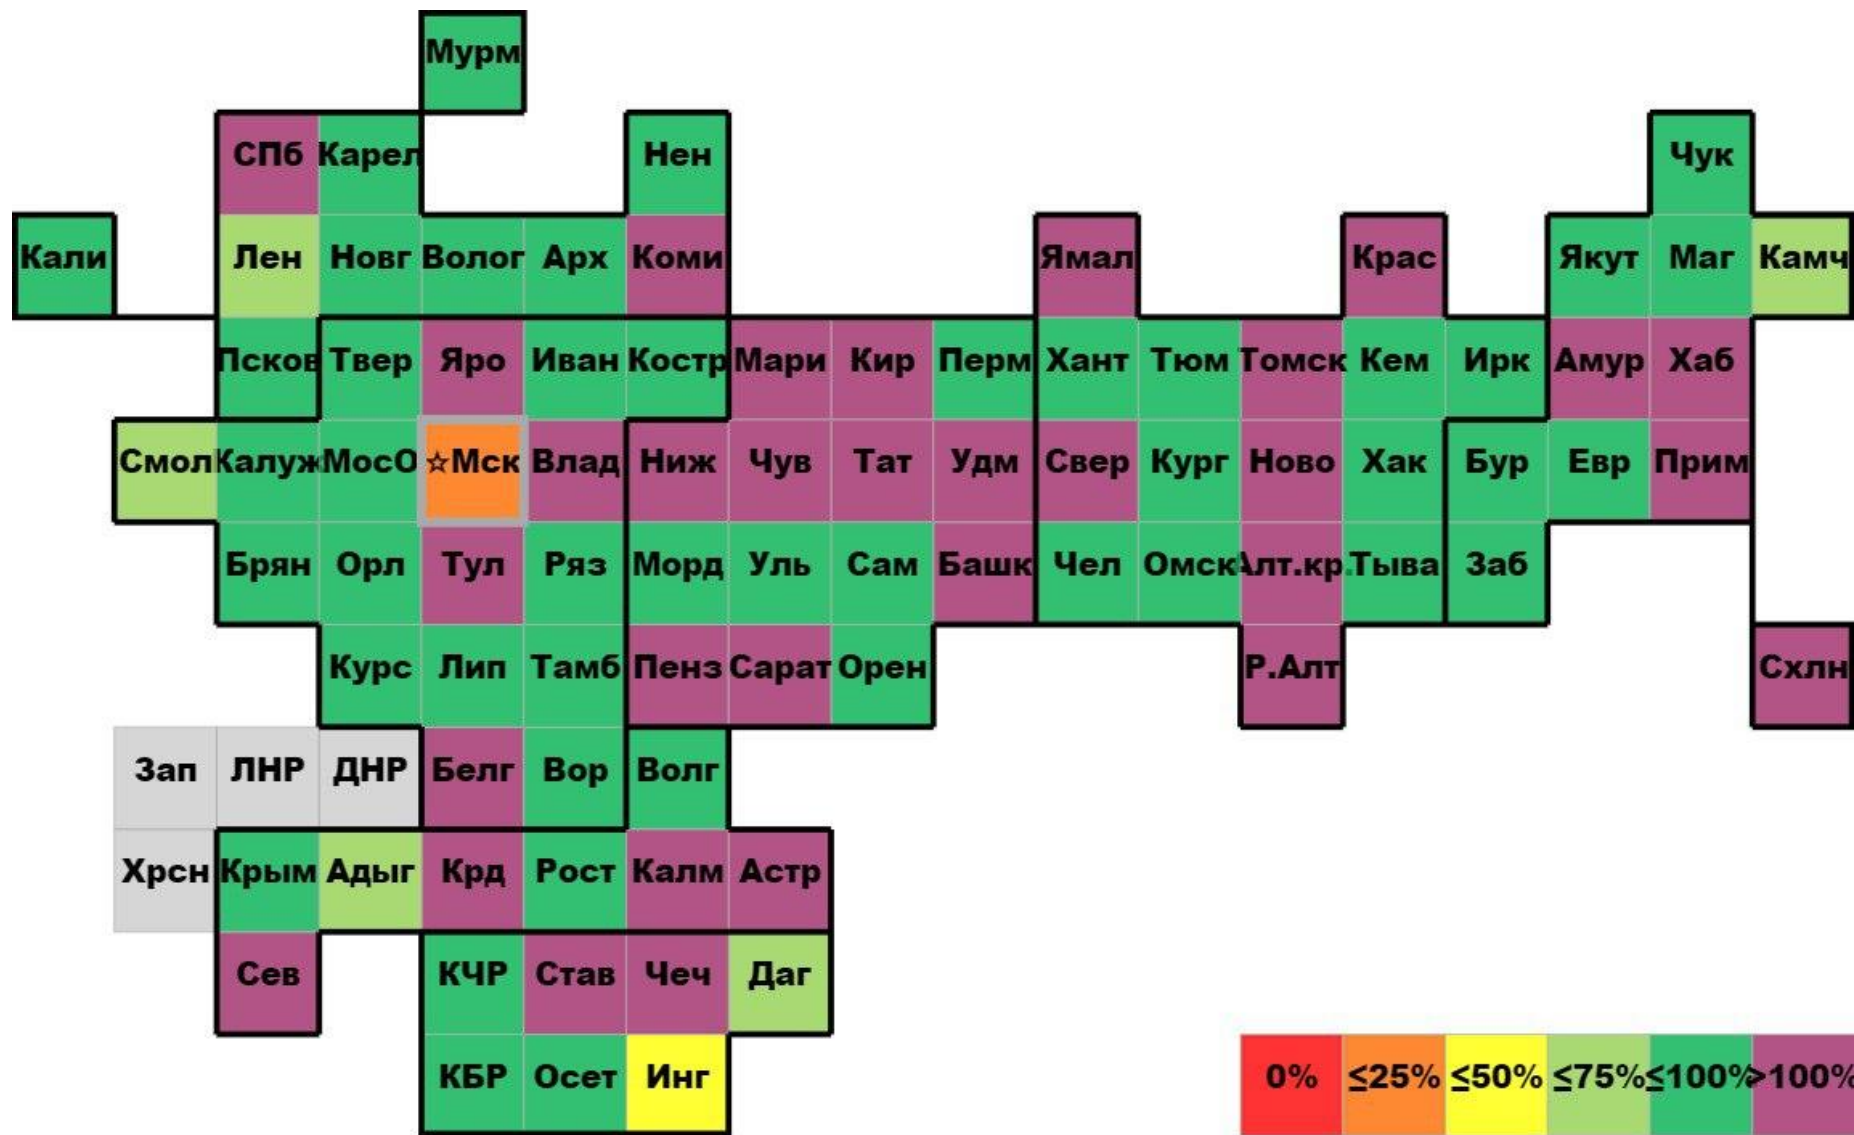 Мурм
СПб Карел Нен Чук
Кали Лен Новг Волог Арх Коми Ямал Крас Якут Маг Камч
Псков Твер Яро Иван Костр Мари Кир Перм Хант Тюм Томск Кем Ирк Амур Хаб
Смол Калуж МосО ☆Мск Влад Ниж Чув Тат Удм Свер Кург Ново Хак Бур Евр Прим
Брян Орл Тул Ряз Морд Уль Сам Башк Чел Омск Алт.кр. Тыва Заб
Курс Лип Тамб Пенз Сарат Орен Р.Алт Схлн
Зап ЛНР ДНР Белг Вор Волг
Хрсн Крым Адыг Крд Рост Калм Астр
Сев КЧР Став Чеч Даг
КБР Осет Инг 0% ≤25% ≤50% ≤75% ≤100% >100%